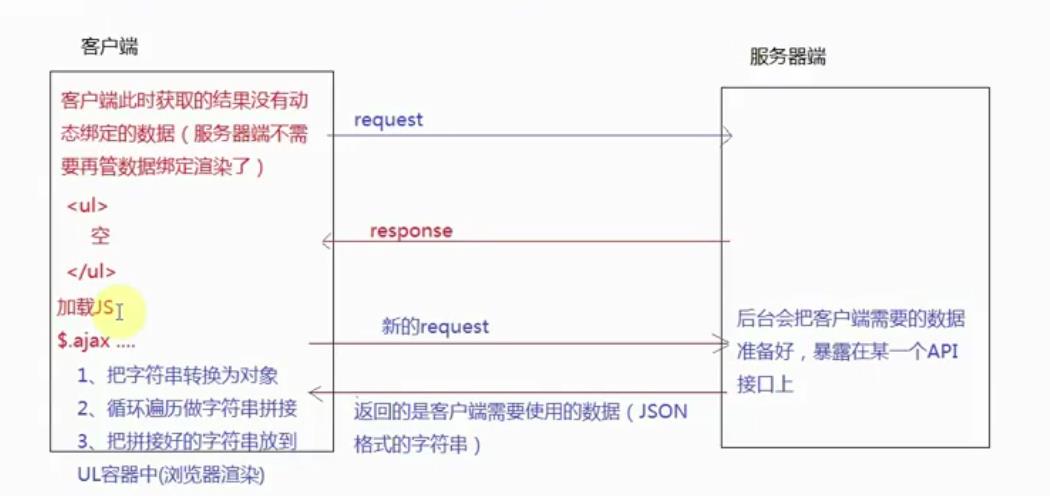 客户端
服务器端
客户端此时获取的结果没有动
态绑定的数据（服务器端不需
要再管数据绑定渲染了）
<ul>
空
</ul>
加载JS
$.ajax ....
1、把字符串转换为对象
2、循环遍历做字符串拼接
3、把拼接好的字符串放到
UL容器中(浏览器渲染)
request
response
新的request
返回的是客户端需要使用的数据（JSON
格式的字符串）
后台会把客户端需要的数据
准备好，暴露在某一个API
接口上